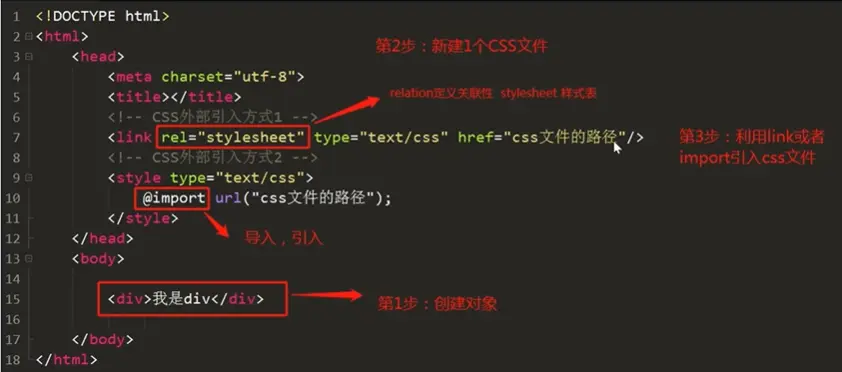 1 <!DOCTYPE html>
2 <html>
第2步：新建1个CSS文件
3 <head>
4 <meta charset="utf-8">
5 <title></title>
relation定义关联性 stylesheet 样式表
6 <!-- CSS外部引入方式1 -->
7 <link rel="stylesheet" type="text/css" href="css文件的路径"/>
第3步：利用link或者
import引入css文件
8 <!-- CSS外部引入方式2 -->
9 <style type="text/css">
10 @import url("css文件的路径");
11 </style>
导入，引入
12 </head>
13 <body>
14
15 <div>我是div</div>
第1步：创建对象
16
17 </body>
18 </html>